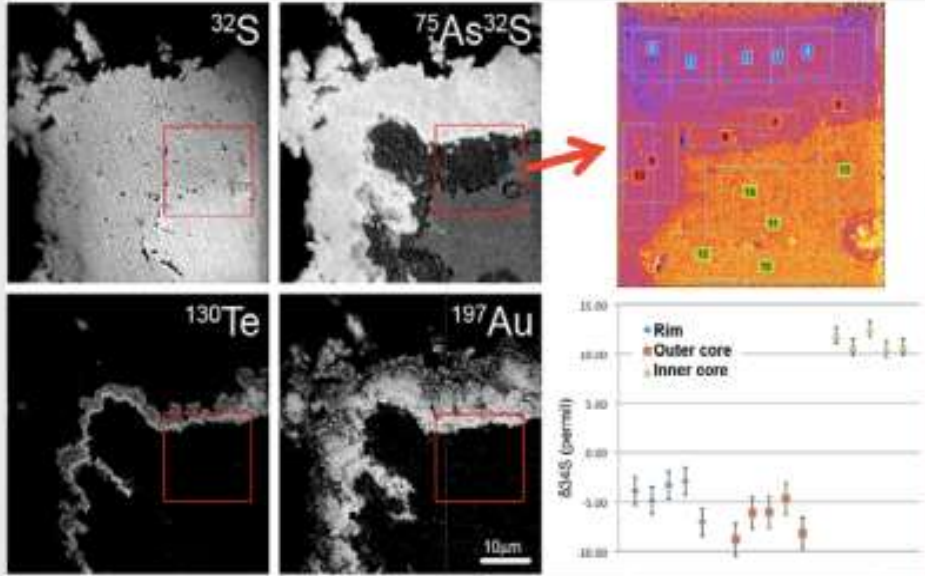 ³²S
⁷⁵As³²S
¹³⁰Te
¹⁹⁷Au
10µm
15.00
10.00
5.00
0.00
-5.00
-10.00
δ34S (permil)
Rim
Outer core
Inner core